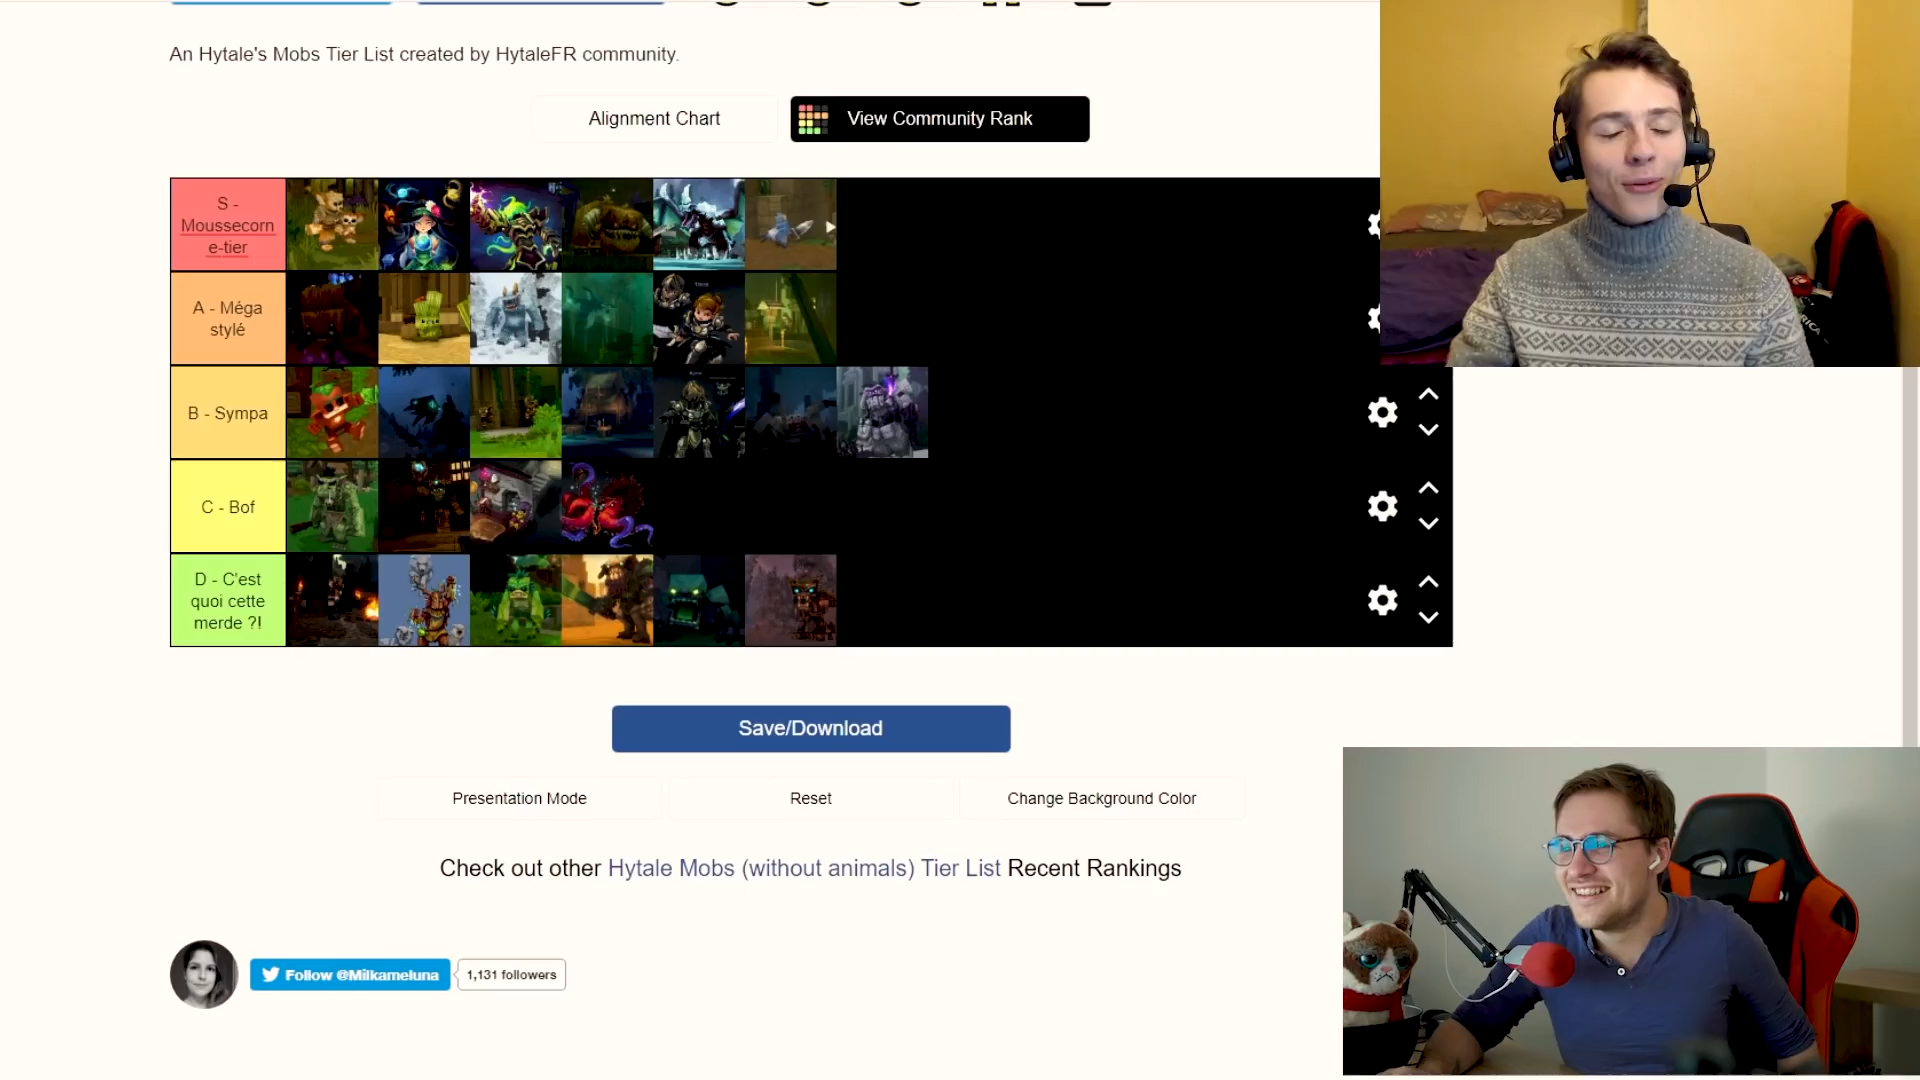 An Hytale's Mobs Tier List created by HytaleFR community.
Alignment Chart
View Community Rank
S -
Moussecorn
e-tier
A - Méga
stylé
B - Sympa
C - Bof
D - C'est
quoi cette
merde ?!
Save/Download
Presentation Mode
Reset
Change Background Color
Check out other Hytale Mobs (without animals) Tier List Recent Rankings
Follow @Milkameluna
1,131 followers